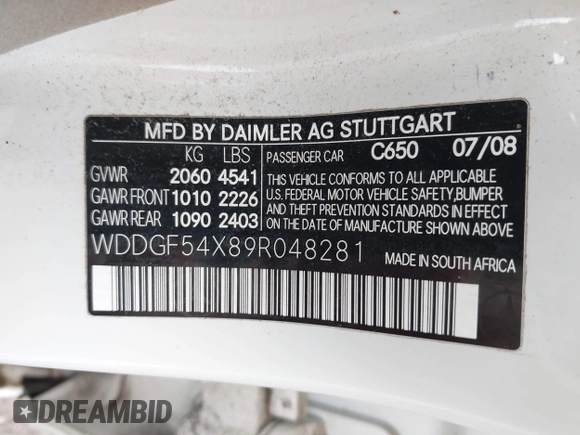 MFD BY DAIMLER AG STUTTGART
KG LBS PASSENGER CAR C650 07/08
GVWR 2060 4541 THIS VEHICLE CONFORMS TO ALL APPLICABLE
GAWR FRONT 1010 2226 U.S. FEDERAL MOTOR VEHICLE SAFETY, BUMPER
GAWR REAR 1090 2403 AND THEFT PREVENTION STANDARDS IN EFFECT
ON THE DATE OF MANUFACTURE SHOWN ABOVE.
WDDGF54X89R048281 MADE IN SOUTH AFRICA
DREAMBID